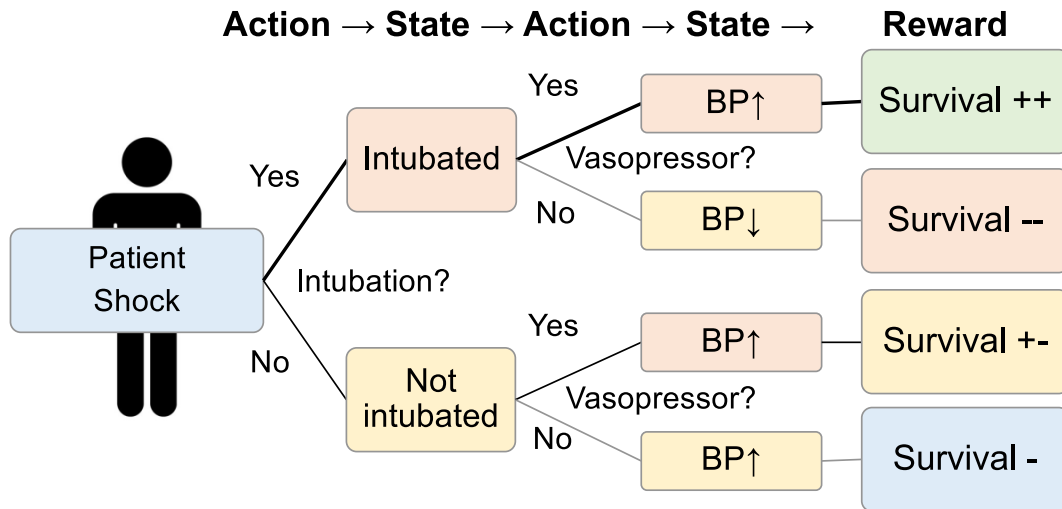 Action → State → Action → State → Reward
Yes
BP↑
Survival ++
Intubated
Vasopressor?
Yes
No
BP↓
Survival --
Patient
Shock
Intubation?
Yes
BP↑
Survival +-
No
Not
intubated
Vasopressor?
No
BP↑
Survival -